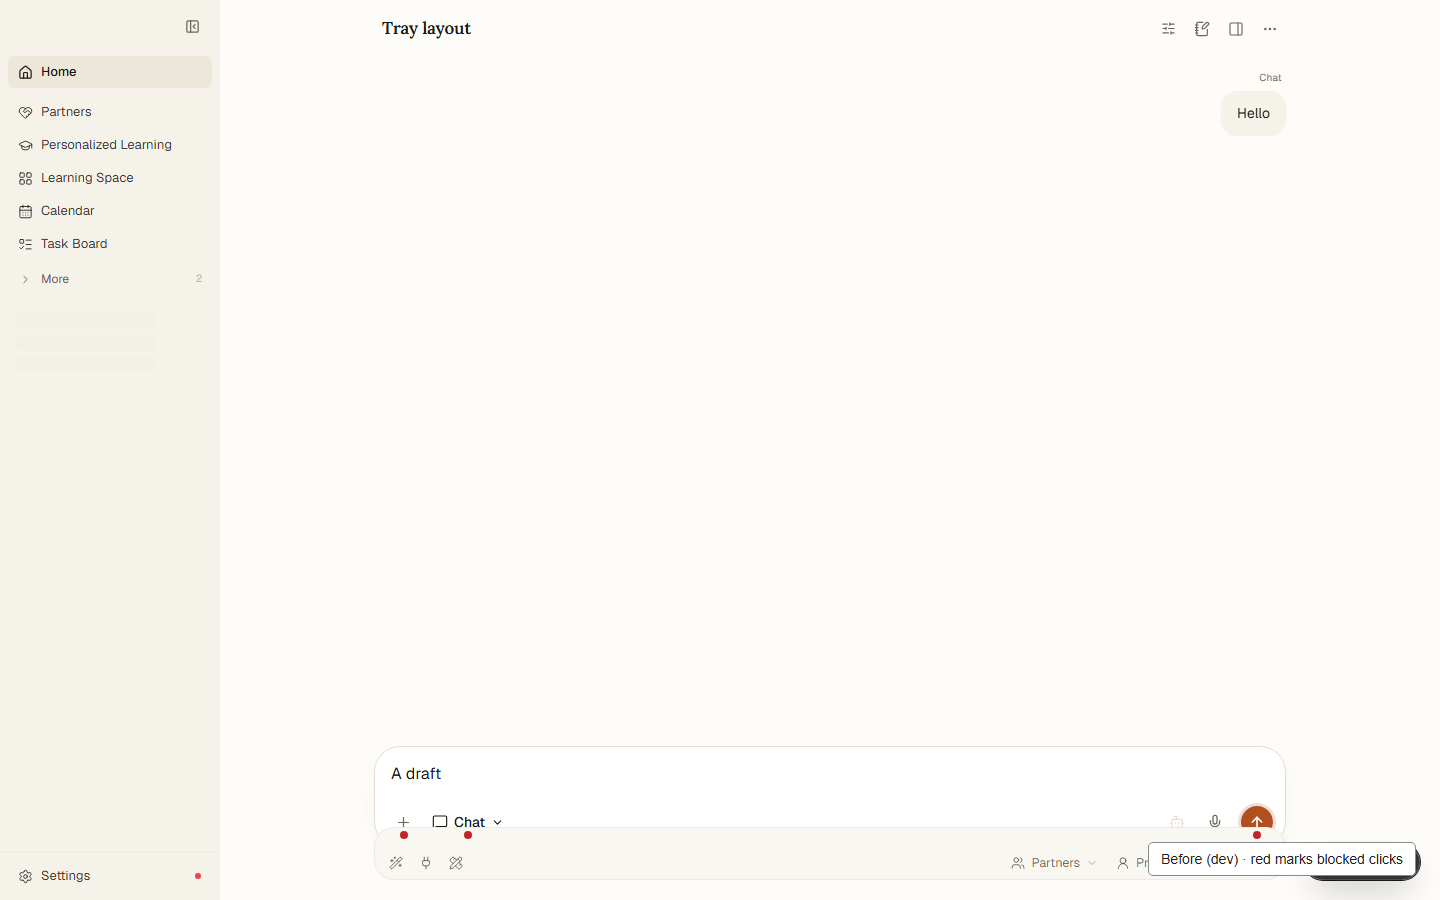 Home
Partners
Personalized Learning
Learning Space
Calendar
Task Board
More 2
Settings
Tray layout
Chat
Hello
A draft
Chat
Partners
Before (dev) · red marks blocked clicks